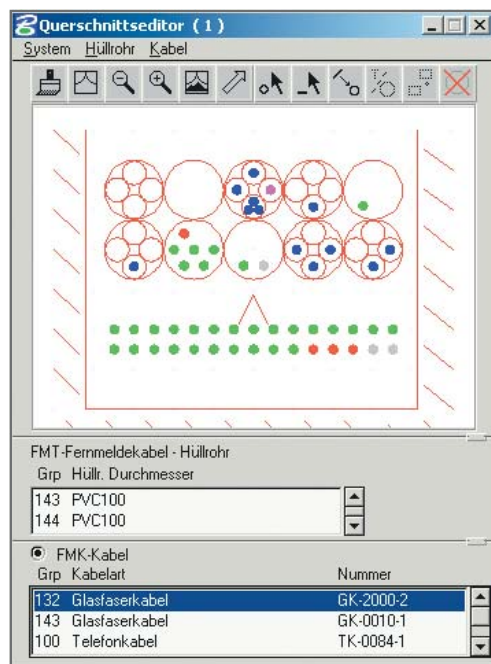 Querschnittseditor ( 1 )
System Hüllrohr Kabel
FMT-Fernmeldekabel - Hüllrohr
Grp Hüllr. Durchmesser
143 PVC100
144 PVC100
FMK-Kabel
Grp Kabelart Nummer
132 Glasfaserkabel GK-2000-2
143 Glasfaserkabel GK-0010-1
100 Telefonkabel TK-0084-1